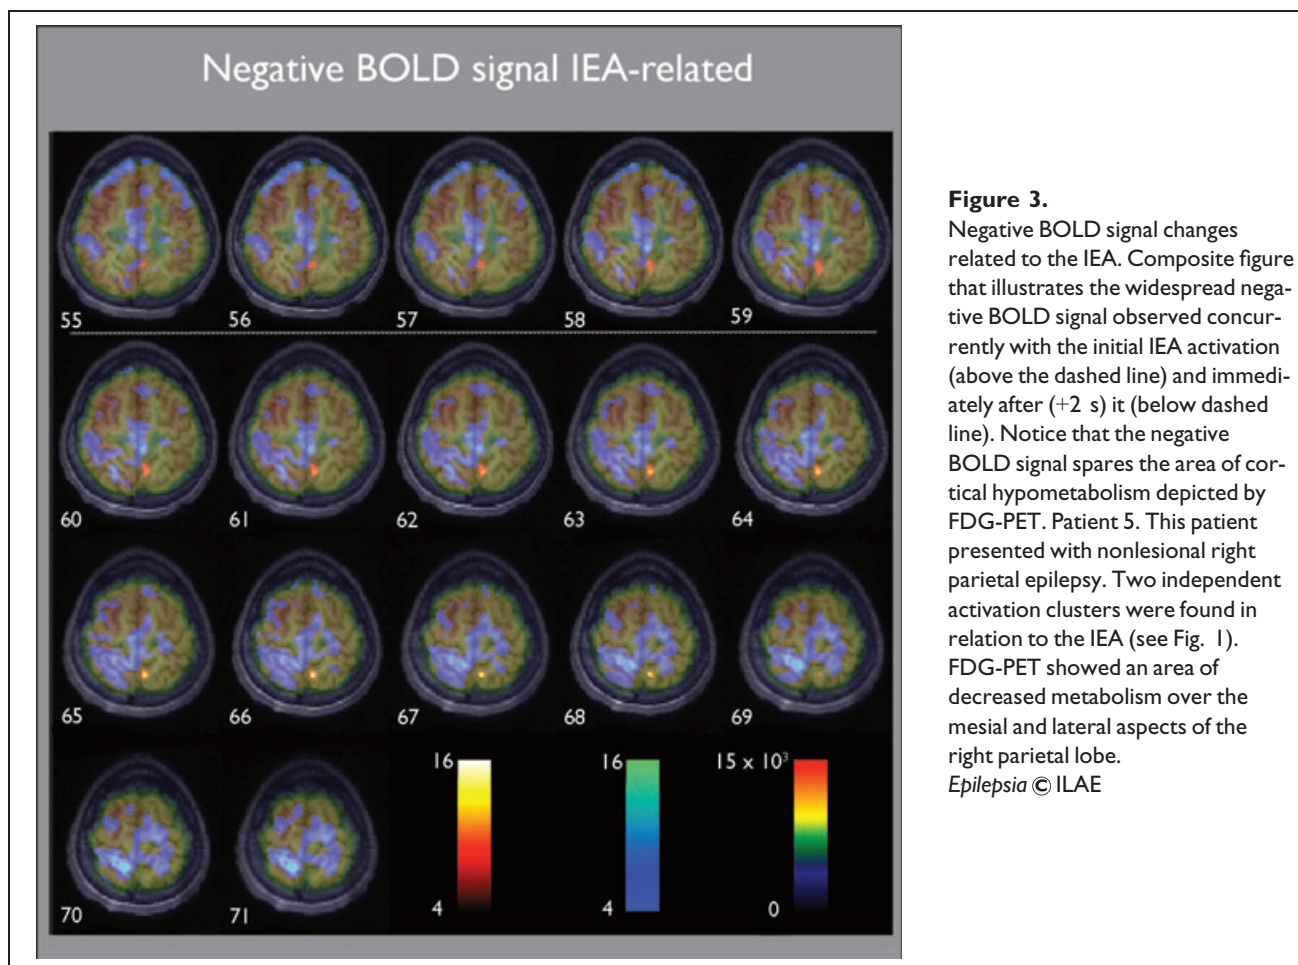 Negative BOLD signal IEA-related
55 56 57 58 59
60 61 62 63 64
65 66 67 68 69
70 71
16 4
16 4
15 x 10³ 0
Figure 3.
Negative BOLD signal changes
related to the IEA. Composite figure
that illustrates the widespread nega-
tive BOLD signal observed concur-
rently with the initial IEA activation
(above the dashed line) and immedi-
ately after (+2 s) it (below dashed
line). Notice that the negative
BOLD signal spares the area of cor-
tical hypometabolism depicted by
FDG-PET. Patient 5. This patient
presented with nonlesional right
parietal epilepsy. Two independent
activation clusters were found in
relation to the IEA (see Fig. 1).
FDG-PET showed an area of
decreased metabolism over the
mesial and lateral aspects of the
right parietal lobe.
Epilepsia © ILAE